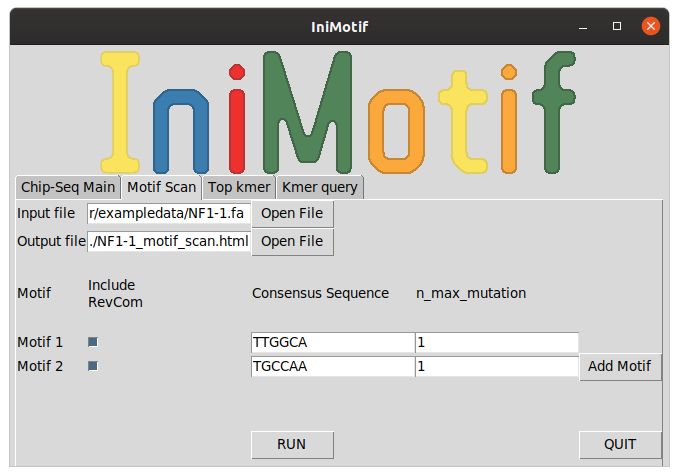 IniMotif
IniMotif
Chip-Seq Main Motif Scan Top kmer Kmer query
Input file r/exampledata/NF1-1.fa Open File
Output file ./NF1-1_motif_scan.html Open File
Motif Include RevCom Consensus Sequence n_max_mutation
Motif 1 TTGGCA 1
Motif 2 TGCCAA 1 Add Motif
RUN QUIT